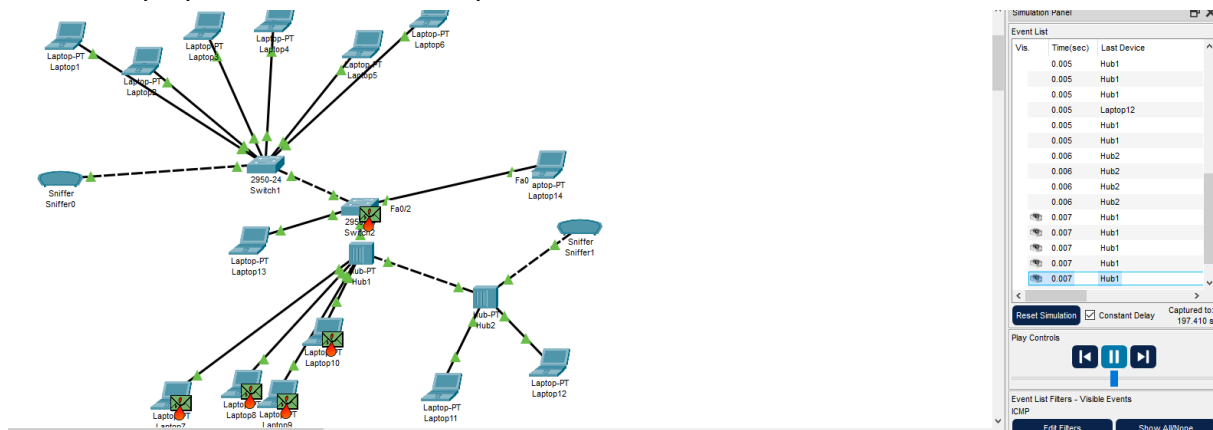 Simulation Panel
Event List
Vis. Time(sec) Last Device
0.005 Hub1
0.005 Hub1
0.005 Hub1
0.005 Laptop12
0.005 Hub1
0.005 Hub1
0.006 Hub2
0.006 Hub2
0.006 Hub2
0.006 Hub2
0.007 Hub1
0.007 Hub1
0.007 Hub1
0.007 Hub1
0.007 Hub1
Reset Simulation Constant Delay Captured to:
197.410 s
Play Controls
Event List Filters - Visible Events
ICMP
Edit Filters Show All/None
Laptop-PT
Laptop1
Laptop-PT
Laptop4
Laptop-PT
Laptop6
Laptop5
2950-24
Switch1
Sniffer
Sniffer0
Fa0 aptop-PT
Laptop14
Fa0/2
Switch2
Laptop-PT
Laptop13
Sniffer
Sniffer1
Hub1
Hub2
Laptop10
Laptop-PT
Laptop12
Laptop8
Laptop9
Laptop-PT
Laptop11